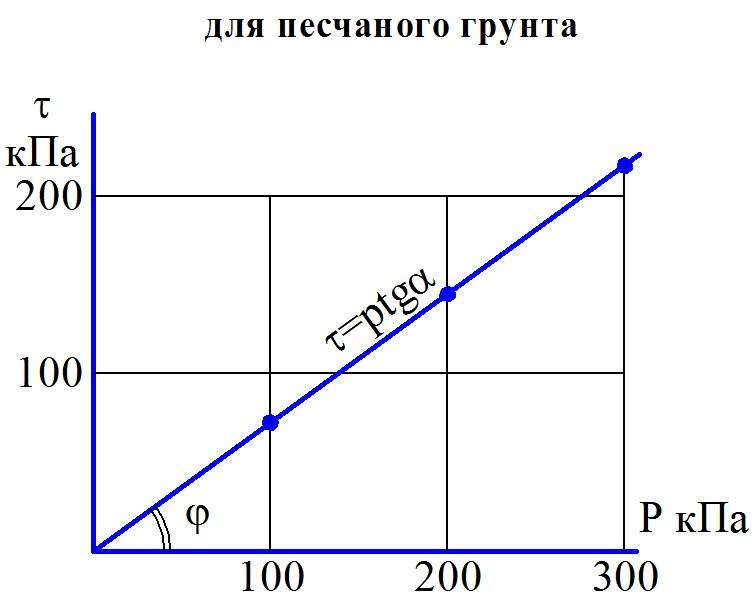 для песчаного грунта
τ
кПа
200
τ=ptgα
100
φ
P кПа
100
200
300